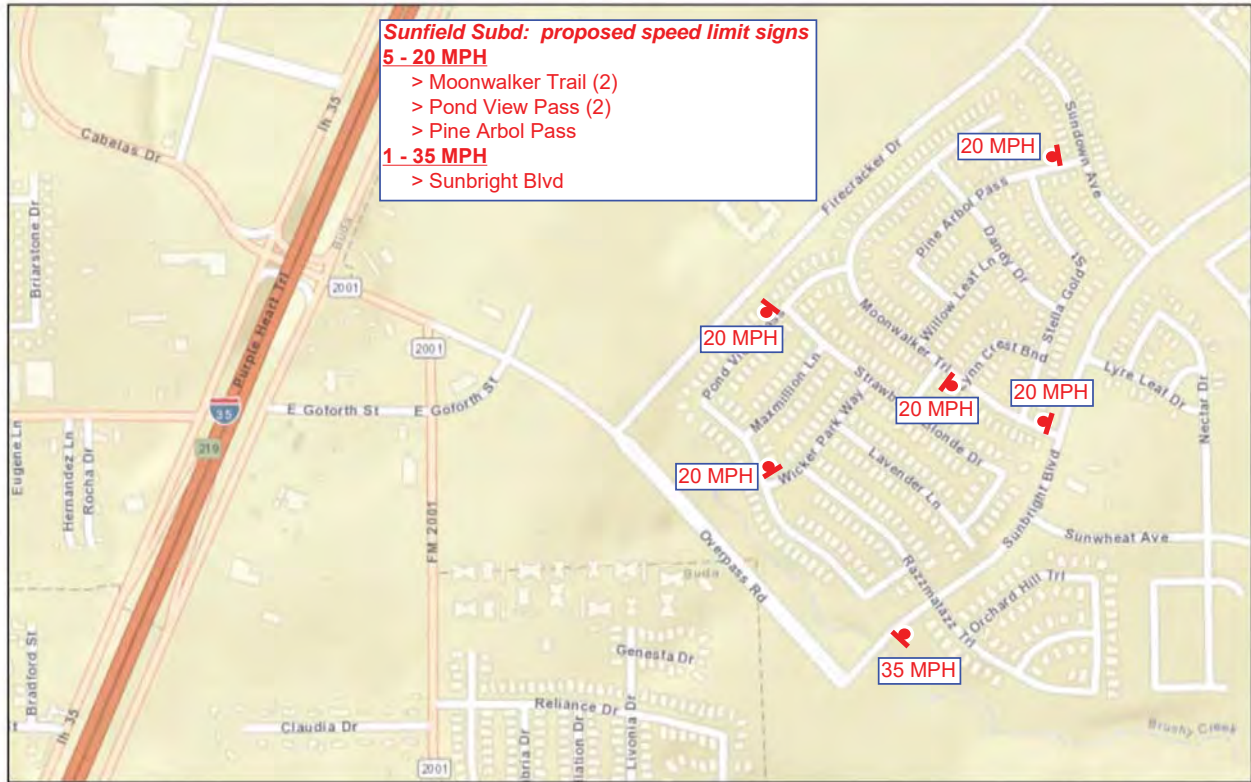 Sunfield Subd: proposed speed limit signs
5 - 20 MPH
> Moonwalker Trail (2)
> Pond View Pass (2)
> Pine Arbol Pass
1 - 35 MPH
> Sunbright Blvd
Cabelas Dr
Ih 35
Briarstone Dr
Buda
2001
Purple Heart Trl
Firecracker Dr
20 MPH
Sundown Ave
Pine Arbol Pass
Dandy Dr
Willow Leaf Ln
Stella Gold St
20 MPH
Moonwalker Trl
2001
35
219
E Goforth St
E Goforth St
Eugene Ln
Hernandez Ln
Rocha Dr
Maxmillion Ln
20 MPH
20 MPH
Lyre Leaf Dr
Nectar Dr
Wicker Park Way
20 MPH
Lavender Ln
Sunbright Blvd
FM 2001
Overpass Rd
Sunwheat Ave
Buda
Razzmatazz Trl
Orchard Hill Trl
35 MPH
Bradford St
Genesta Dr
Reliance Dr
Livonia Dr
Claudia Dr
Ih 35
2001
Brushy Creek